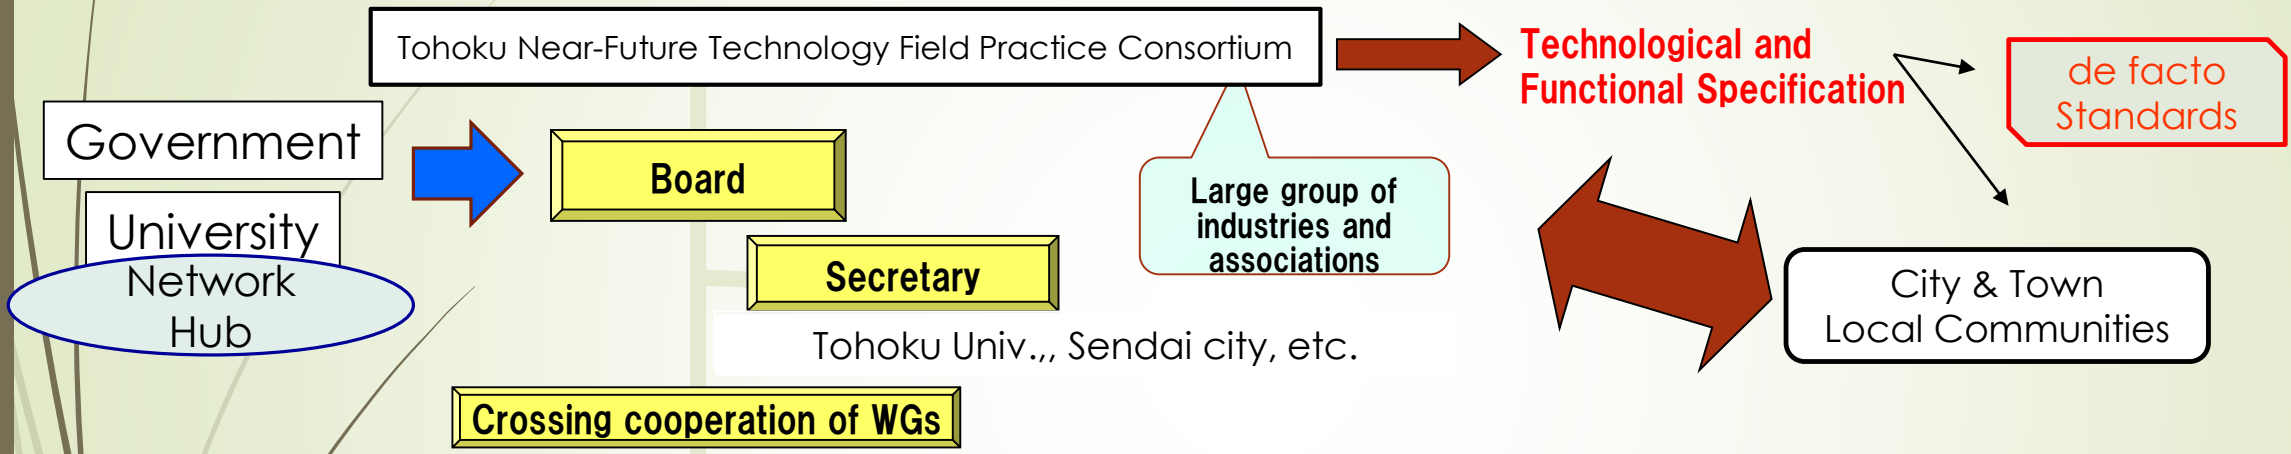 Tohoku Near-Future Technology Field Practice Consortium
Technological and
Functional Specification
de facto
Standards
Government
University
Network
Hub
Board
Secretary
Large group of
industries and
associations
City & Town
Local Communities
Tohoku Univ.,,, Sendai city, etc.
Crossing cooperation of WGs